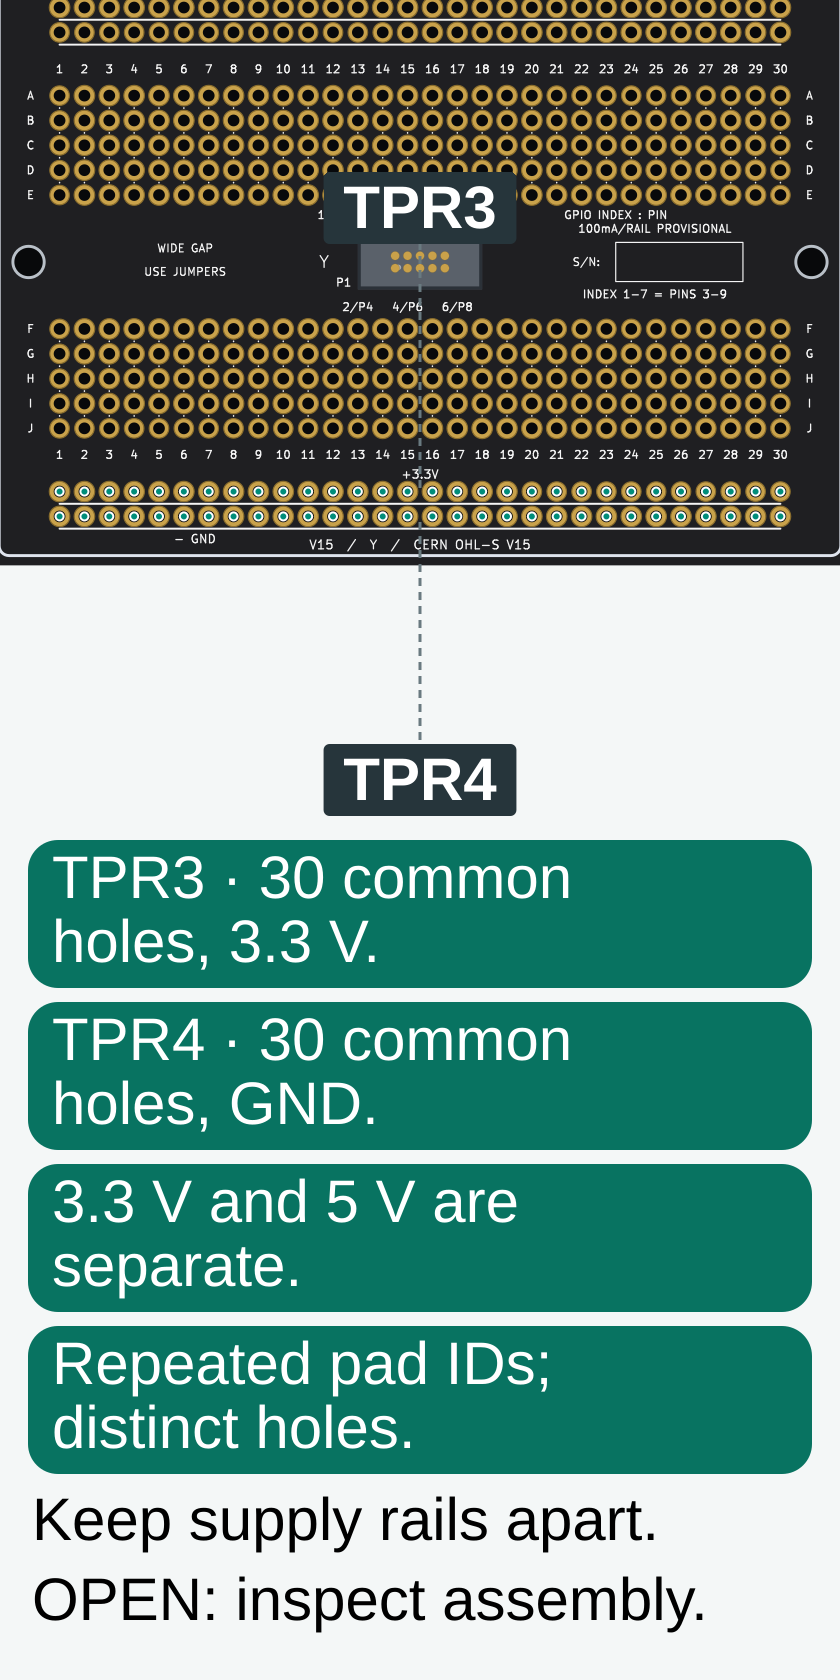 1 2 3 4 5 6 7 8 9 10 11 12 13 14 15 16 17 18 19 20 21 22 23 24 25 26 27 28 29 30
A A
B B
C C
D D
E E
TPR3
1
GPIO INDEX : PIN
100mA/RAIL PROVISIONAL
WIDE GAP
USE JUMPERS
Y
P1
S/N:
INDEX 1-7 = PINS 3-9
2/P4 4/P6 6/P8
F F
G G
H H
I I
J J
1 2 3 4 5 6 7 8 9 10 11 12 13 14 15 16 17 18 19 20 21 22 23 24 25 26 27 28 29 30
+3.3V
- GND
V15 / Y / CERN OHL-S V15
TPR4
TPR3 · 30 common
holes, 3.3 V.
TPR4 · 30 common
holes, GND.
3.3 V and 5 V are
separate.
Repeated pad IDs;
distinct holes.
Keep supply rails apart.
OPEN: inspect assembly.